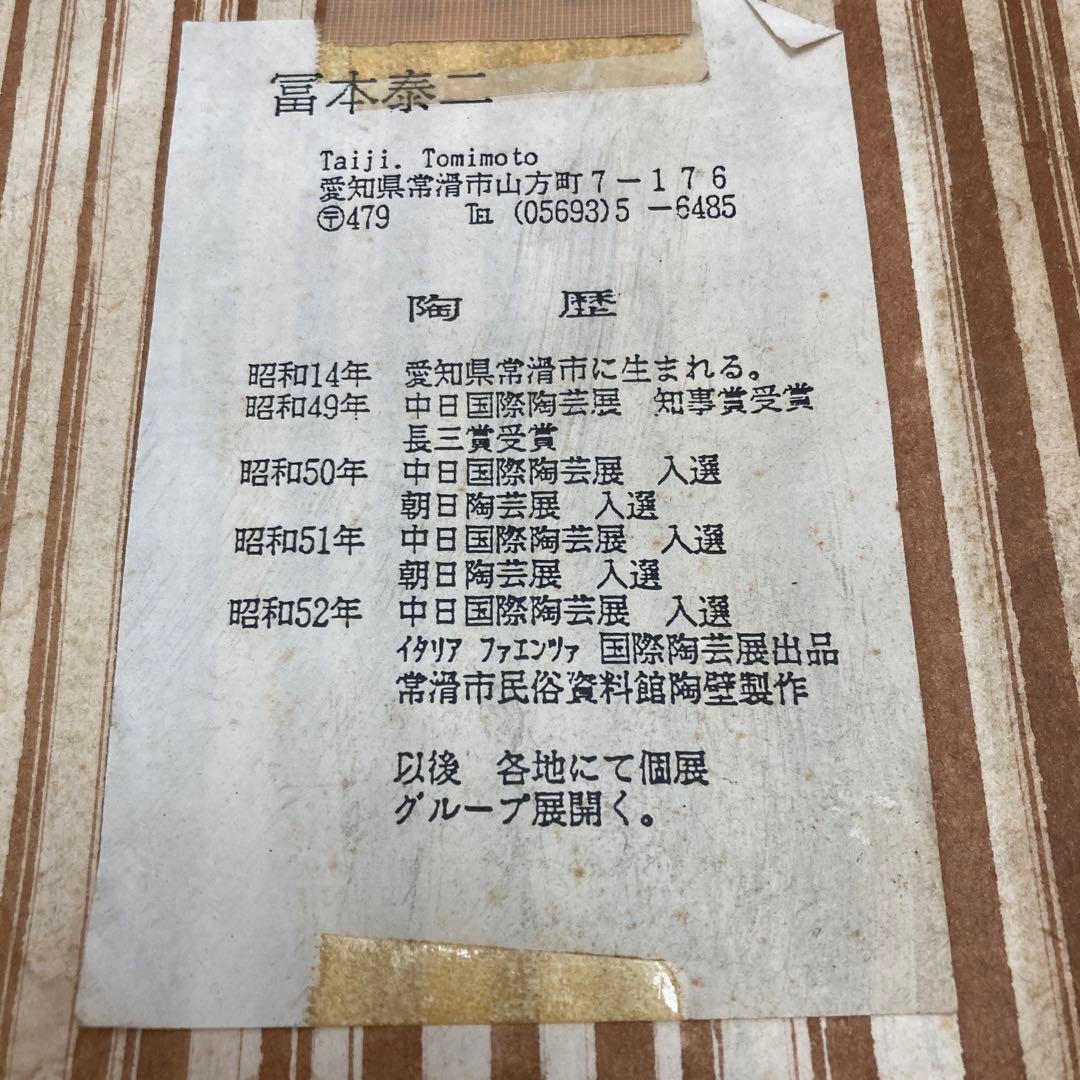 冨本泰二
Taiji. Tomimoto
愛知県常滑市山方町7－176
〶479 ℡ (05693)5 －6485
陶 歴
昭和14年 愛知県常滑市に生まれる。
昭和49年 中日国際陶芸展 知事賞受賞
長三賞受賞
昭和50年 中日国際陶芸展 入選
朝日陶芸展 入選
昭和51年 中日国際陶芸展 入選
朝日陶芸展 入選
昭和52年 中日国際陶芸展 入選
ｲﾀﾘｱ ﾌｧｴﾝﾂｧ 国際陶芸展出品
常滑市民俗資料館陶壁製作
以後 各地にて個展
グループ展開く。